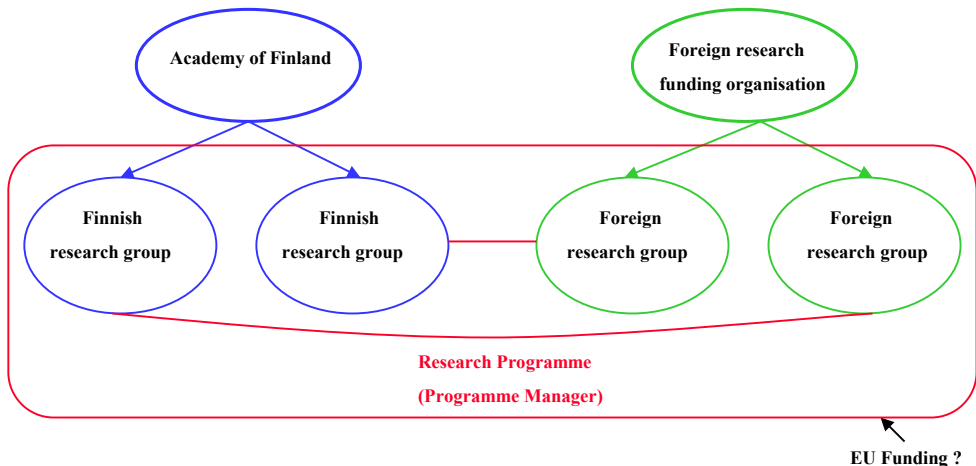 Academy of Finland
Foreign research
funding organisation
Finnish
research group
Finnish
research group
Foreign
research group
Foreign
research group
Research Programme
(Programme Manager)
EU Funding ?